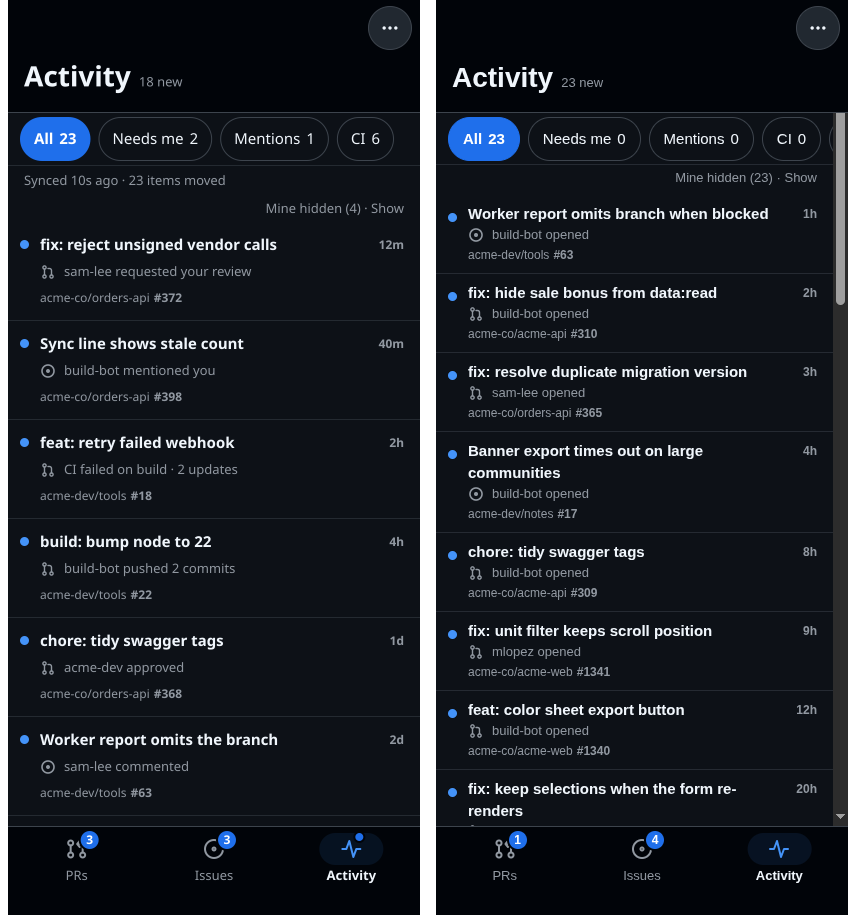 Activity 18 new
All 23 Needs me 2 Mentions 1 CI 6
Synced 10s ago · 23 items moved
Mine hidden (4) · Show
fix: reject unsigned vendor calls 12m
sam-lee requested your review
acme-co/orders-api #372
Sync line shows stale count 40m
build-bot mentioned you
acme-co/orders-api #398
feat: retry failed webhook 2h
CI failed on build · 2 updates
acme-dev/tools #18
build: bump node to 22 4h
build-bot pushed 2 commits
acme-dev/tools #22
chore: tidy swagger tags 1d
acme-dev approved
acme-co/orders-api #368
Worker report omits the branch 2d
sam-lee commented
acme-dev/tools #63
3 3
PRs Issues Activity
Activity 23 new
All 23 Needs me 0 Mentions 0 CI 0
Mine hidden (23) · Show
Worker report omits branch when blocked 1h
build-bot opened
acme-dev/tools #63
fix: hide sale bonus from data:read 2h
build-bot opened
acme-co/acme-api #310
fix: resolve duplicate migration version 3h
sam-lee opened
acme-co/orders-api #365
Banner export times out on large 4h
communities
build-bot opened
acme-dev/notes #17
chore: tidy swagger tags 8h
build-bot opened
acme-co/acme-api #309
fix: unit filter keeps scroll position 9h
mlopez opened
acme-co/acme-web #1341
feat: color sheet export button 12h
build-bot opened
acme-co/acme-web #1340
fix: keep selections when the form re- 20h
renders
1 4
PRs Issues Activity